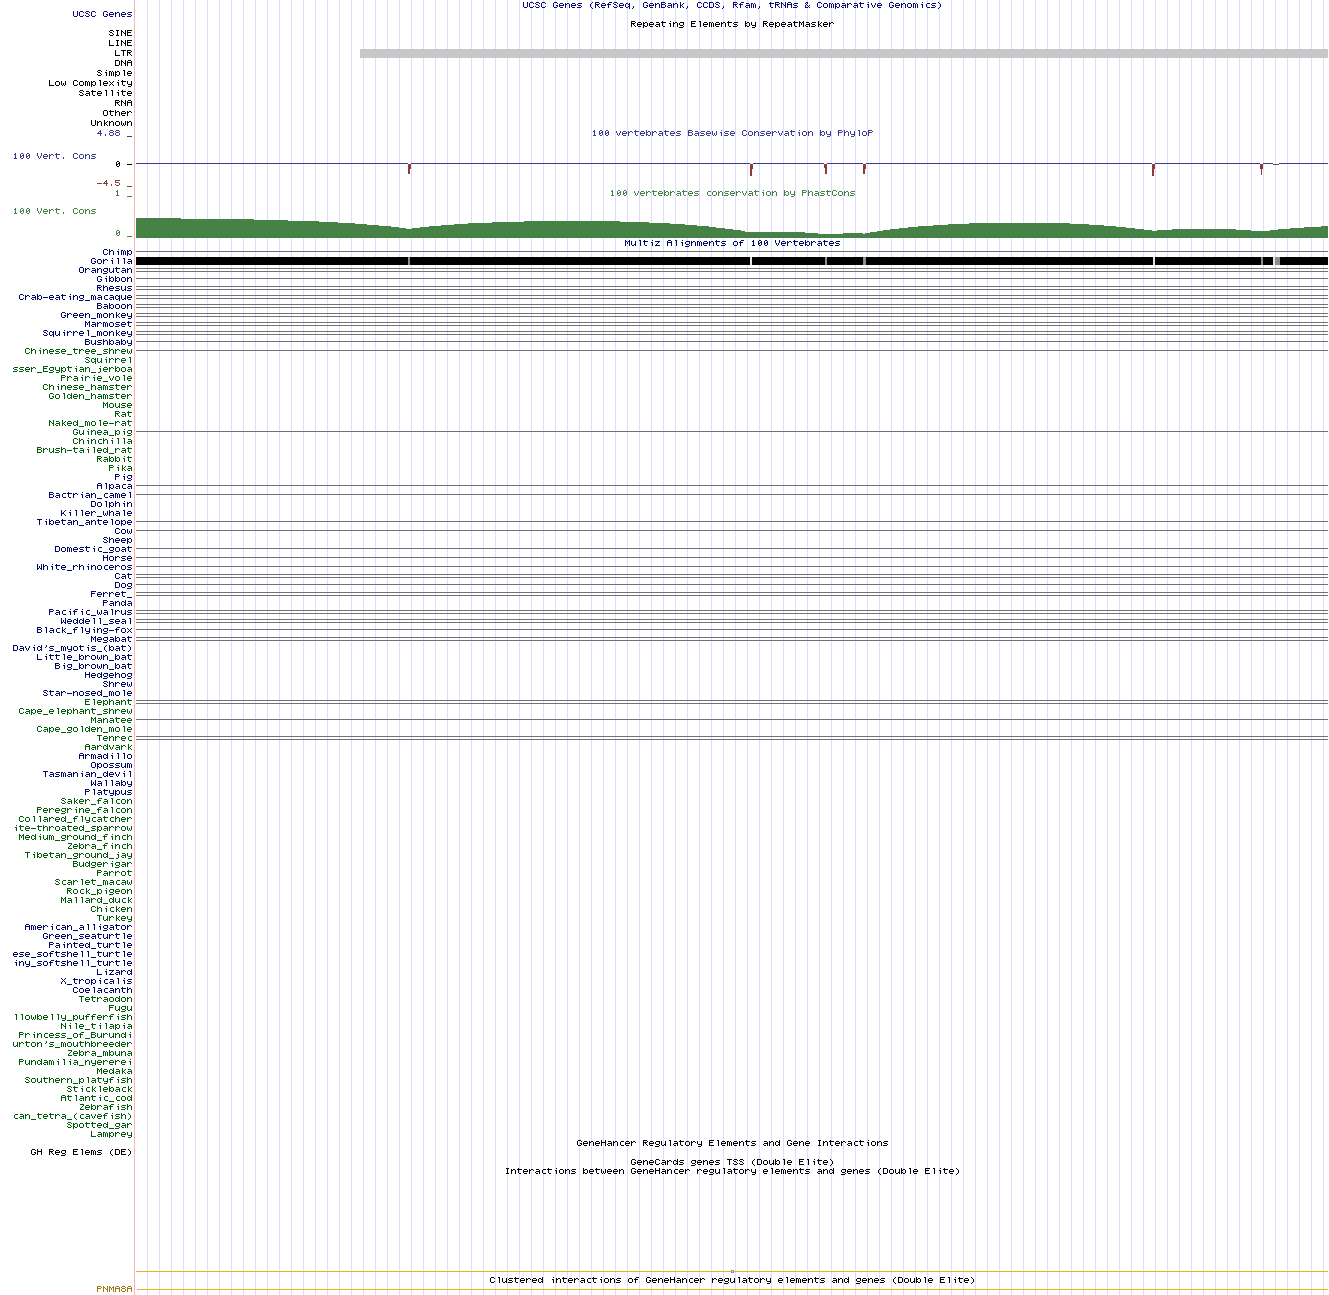 UCSC Genes (RefSeq, GenBank, CCDS, Rfam, tRNAs & Comparative Genomics)
UCSC Genes
Repeating Elements by RepeatMasker
SINE
LINE
LTR
DNA
Simple
Low Complexity
Satellite
RNA
Other
Unknown
4.88 _
100 vertebrates Basewise Conservation by PhyloP
100 Vert. Cons
0 –
-4.5 _
1 _
100 vertebrates conservation by PhastCons
100 Vert. Cons
0 _
Multiz Alignments of 100 Vertebrates
Chimp
Gorilla
Orangutan
Gibbon
Rhesus
Crab-eating_macaque
Baboon
Green_monkey
Marmoset
Squirrel_monkey
Bushbaby
Chinese_tree_shrew
Squirrel
sser_Egyptian_jerboa
Prairie_vole
Chinese_hamster
Golden_hamster
Mouse
Rat
Naked_mole-rat
Guinea_pig
Chinchilla
Brush-tailed_rat
Rabbit
Pika
Pig
Alpaca
Bactrian_camel
Dolphin
Killer_whale
Tibetan_antelope
Cow
Sheep
Domestic_goat
Horse
White_rhinoceros
Cat
Dog
Ferret_
Panda
Pacific_walrus
Weddell_seal
Black_flying-fox
Megabat
David's_myotis_(bat)
Little_brown_bat
Big_brown_bat
Hedgehog
Shrew
Star-nosed_mole
Elephant
Cape_elephant_shrew
Manatee
Cape_golden_mole
Tenrec
Aardvark
Armadillo
Opossum
Tasmanian_devil
Wallaby
Platypus
Saker_falcon
Peregrine_falcon
Collared_flycatcher
ite-throated_sparrow
Medium_ground_finch
Zebra_finch
Tibetan_ground_jay
Budgerigar
Parrot
Scarlet_macaw
Rock_pigeon
Mallard_duck
Chicken
Turkey
American_alligator
Green_seaturtle
Painted_turtle
ese_softshell_turtle
iny_softshell_turtle
Lizard
X_tropicalis
Coelacanth
Tetraodon
Fugu
llowbelly_pufferfish
Nile_tilapia
Princess_of_Burundi
urton's_mouthbreeder
Zebra_mbuna
Pundamilia_nyererei
Medaka
Southern_platyfish
Stickleback
Atlantic_cod
Zebrafish
can_tetra_(cavefish)
Spotted_gar
Lamprey
GeneHancer Regulatory Elements and Gene Interactions
GH Reg Elems (DE)
GeneCards genes TSS (Double Elite)
Interactions between GeneHancer regulatory elements and genes (Double Elite)
Clustered interactions of GeneHancer regulatory elements and genes (Double Elite)
PNMA8A